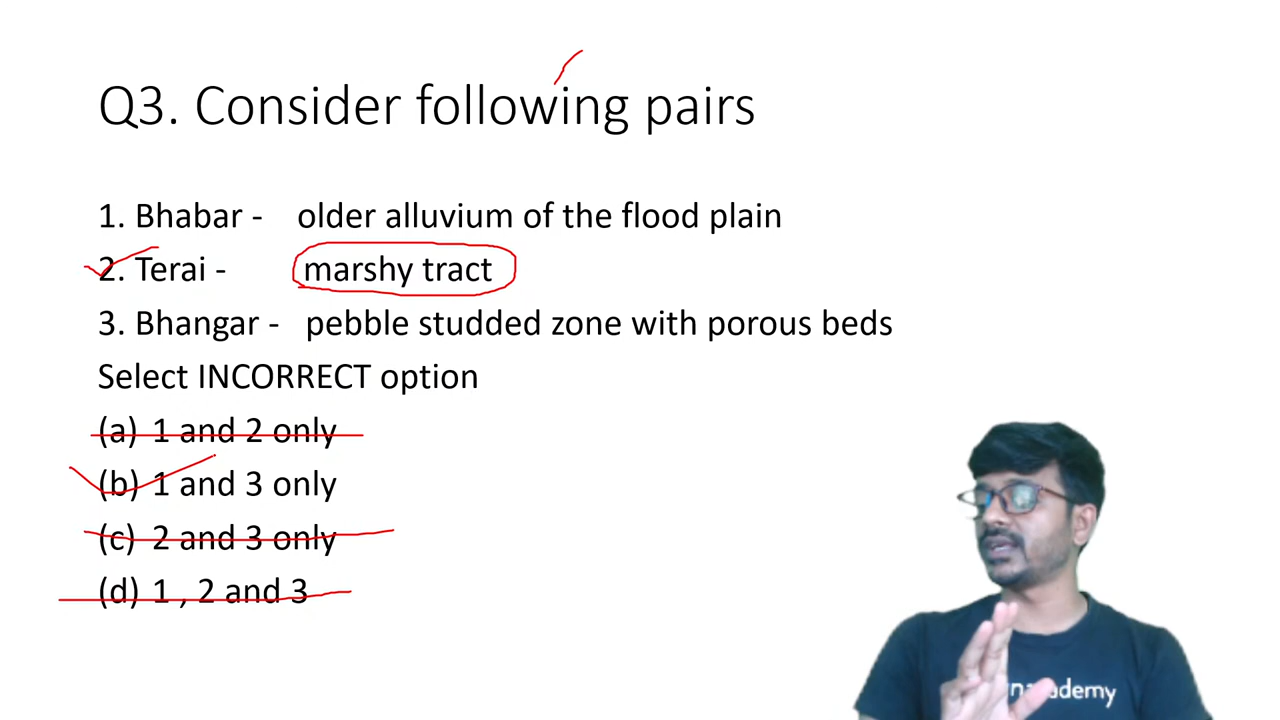 Q3. Consider following pairs
1. Bhabar - older alluvium of the flood plain
2. Terai - marshy tract
3. Bhangar - pebble studded zone with porous beds
Select INCORRECT option
(a) 1 and 2 only
(b) 1 and 3 only
(c) 2 and 3 only
(d) 1 , 2 and 3